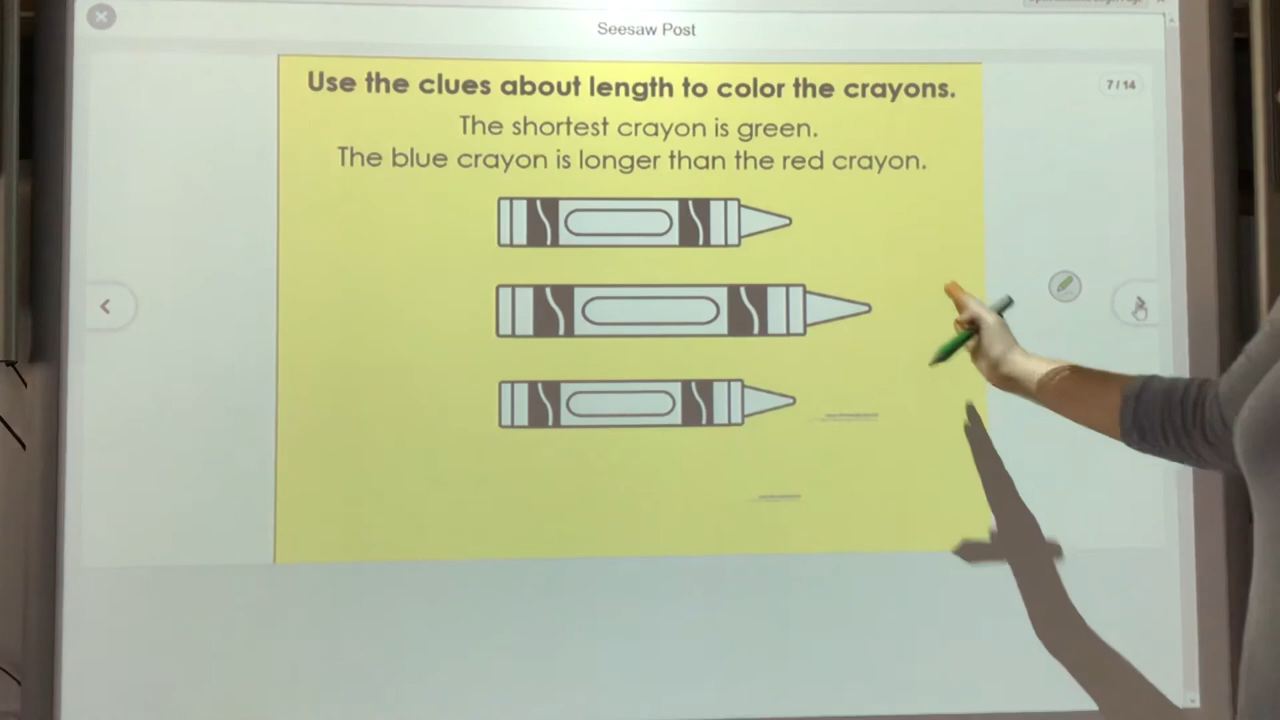 Seesaw Post
Use the clues about length to color the crayons.
7/14
The shortest crayon is green.
The blue crayon is longer than the red crayon.